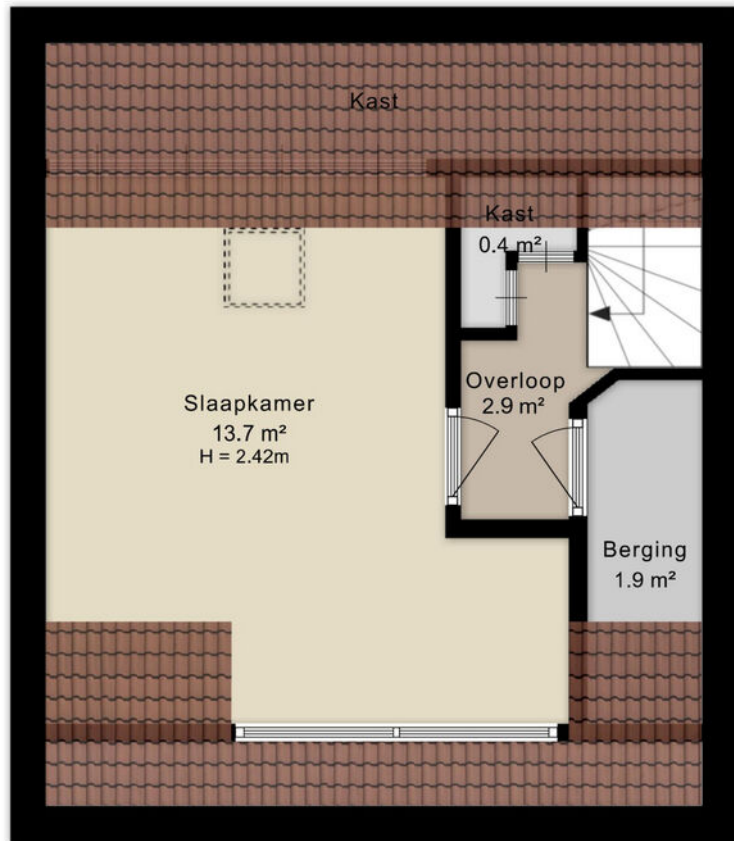 Kast
Kast
0.4 m²
Overloop
2.9 m²
Slaapkamer
13.7 m²
H = 2.42m
Berging
1.9 m²